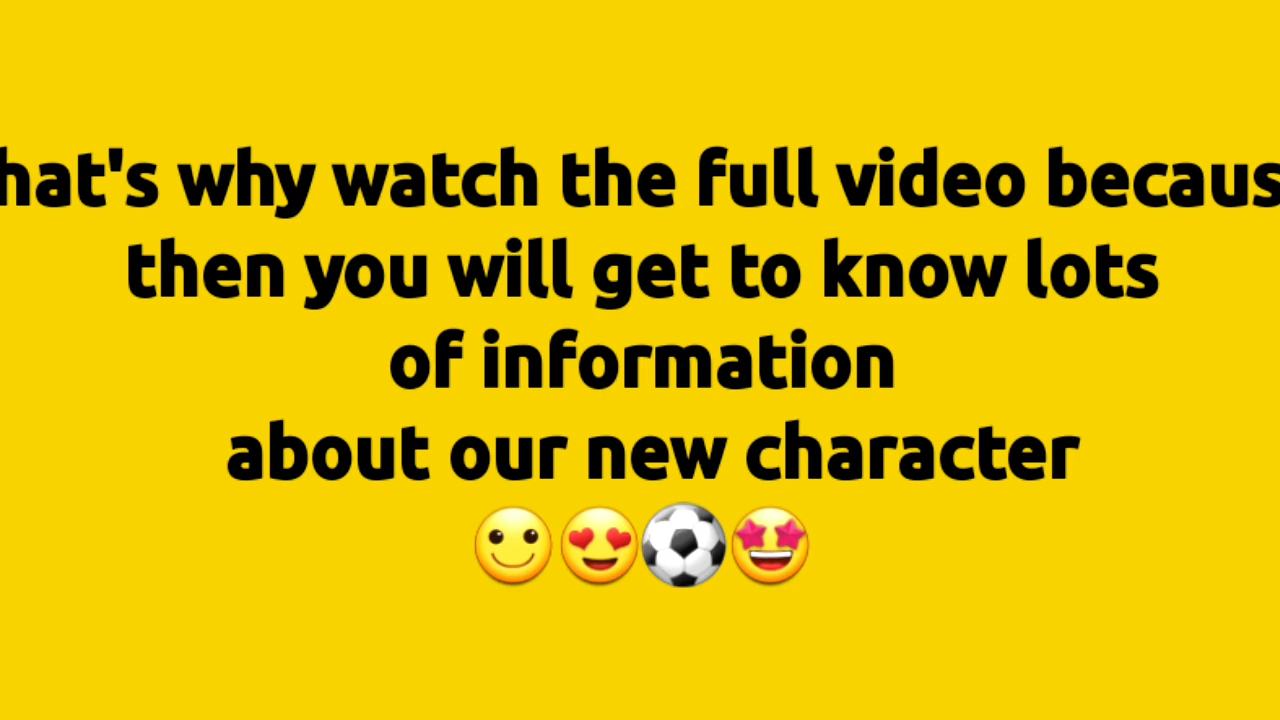 hat's why watch the full video becaus
then you will get to know lots
of information
about our new character
🙂😍⚽🤩